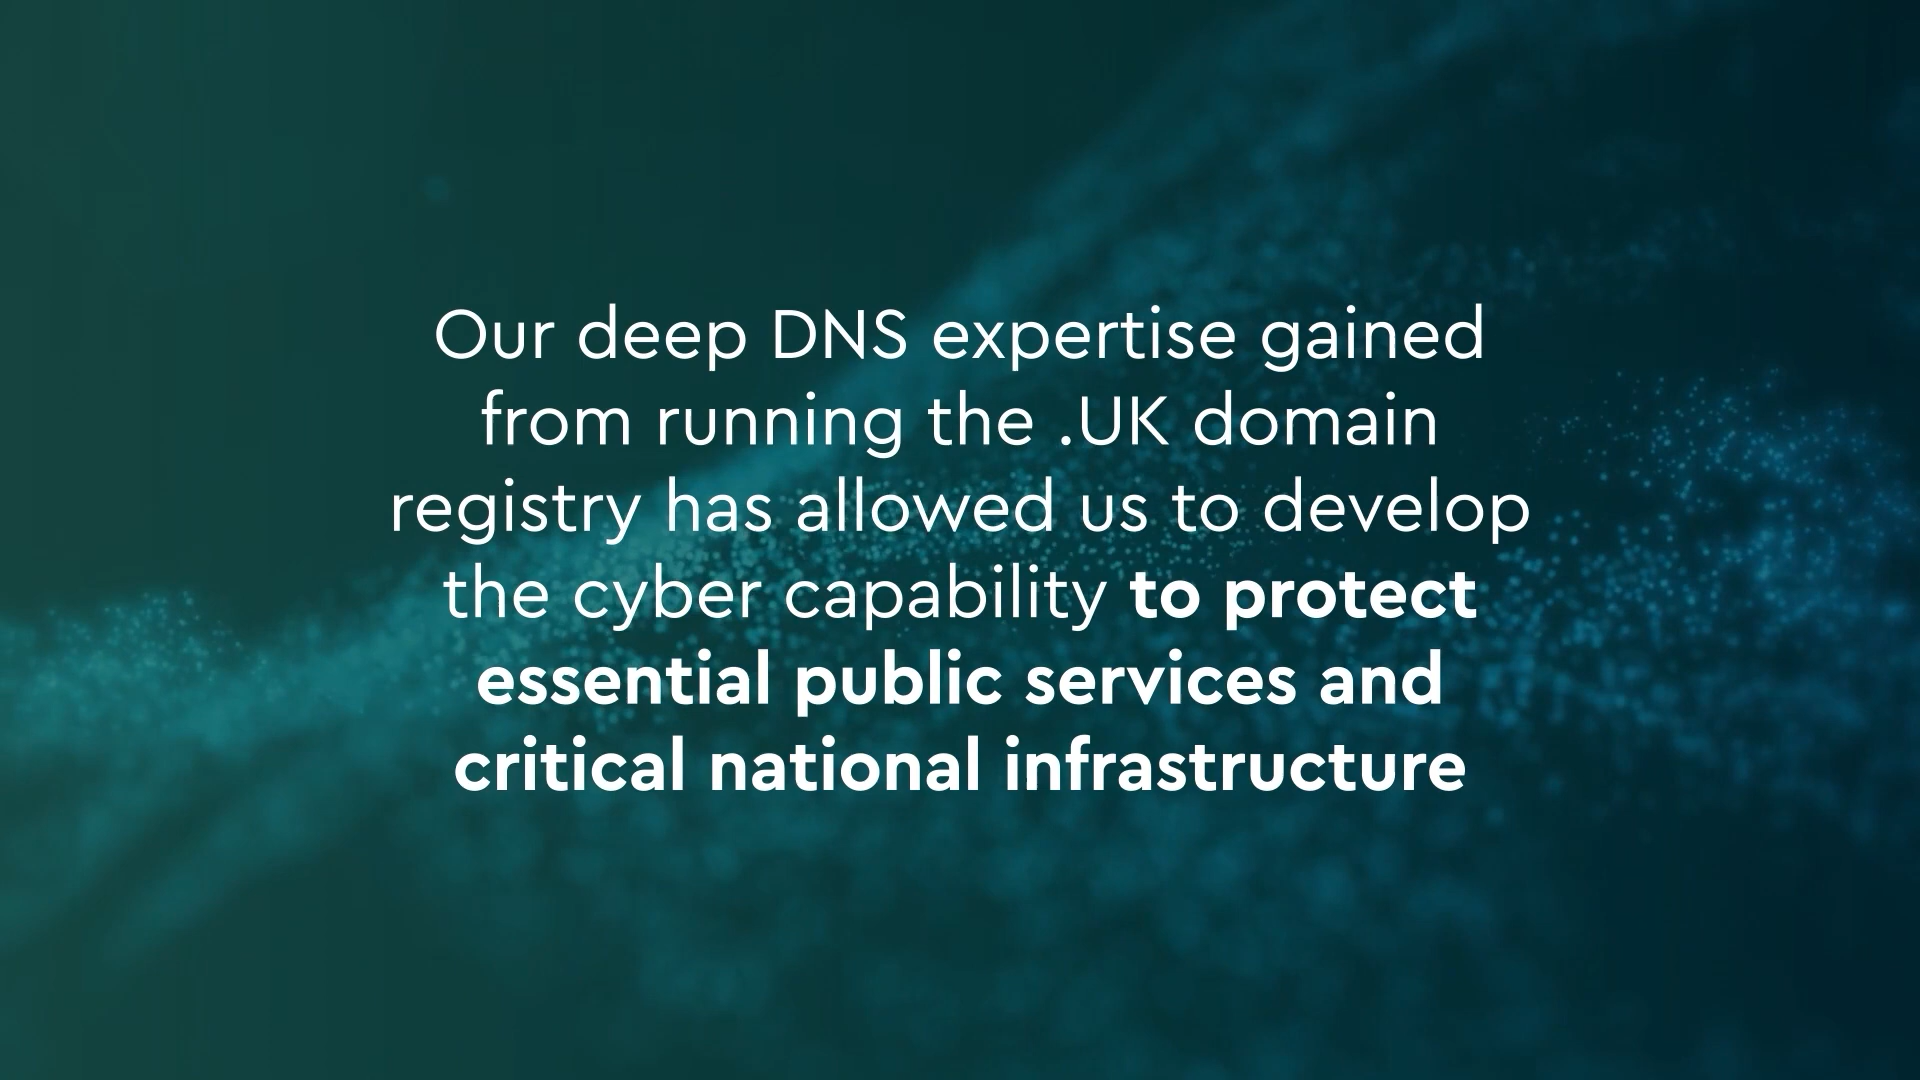 Our deep DNS expertise gained
from running the .UK domain
registry has allowed us to develop
the cyber capability to protect
essential public services and
critical national infrastructure